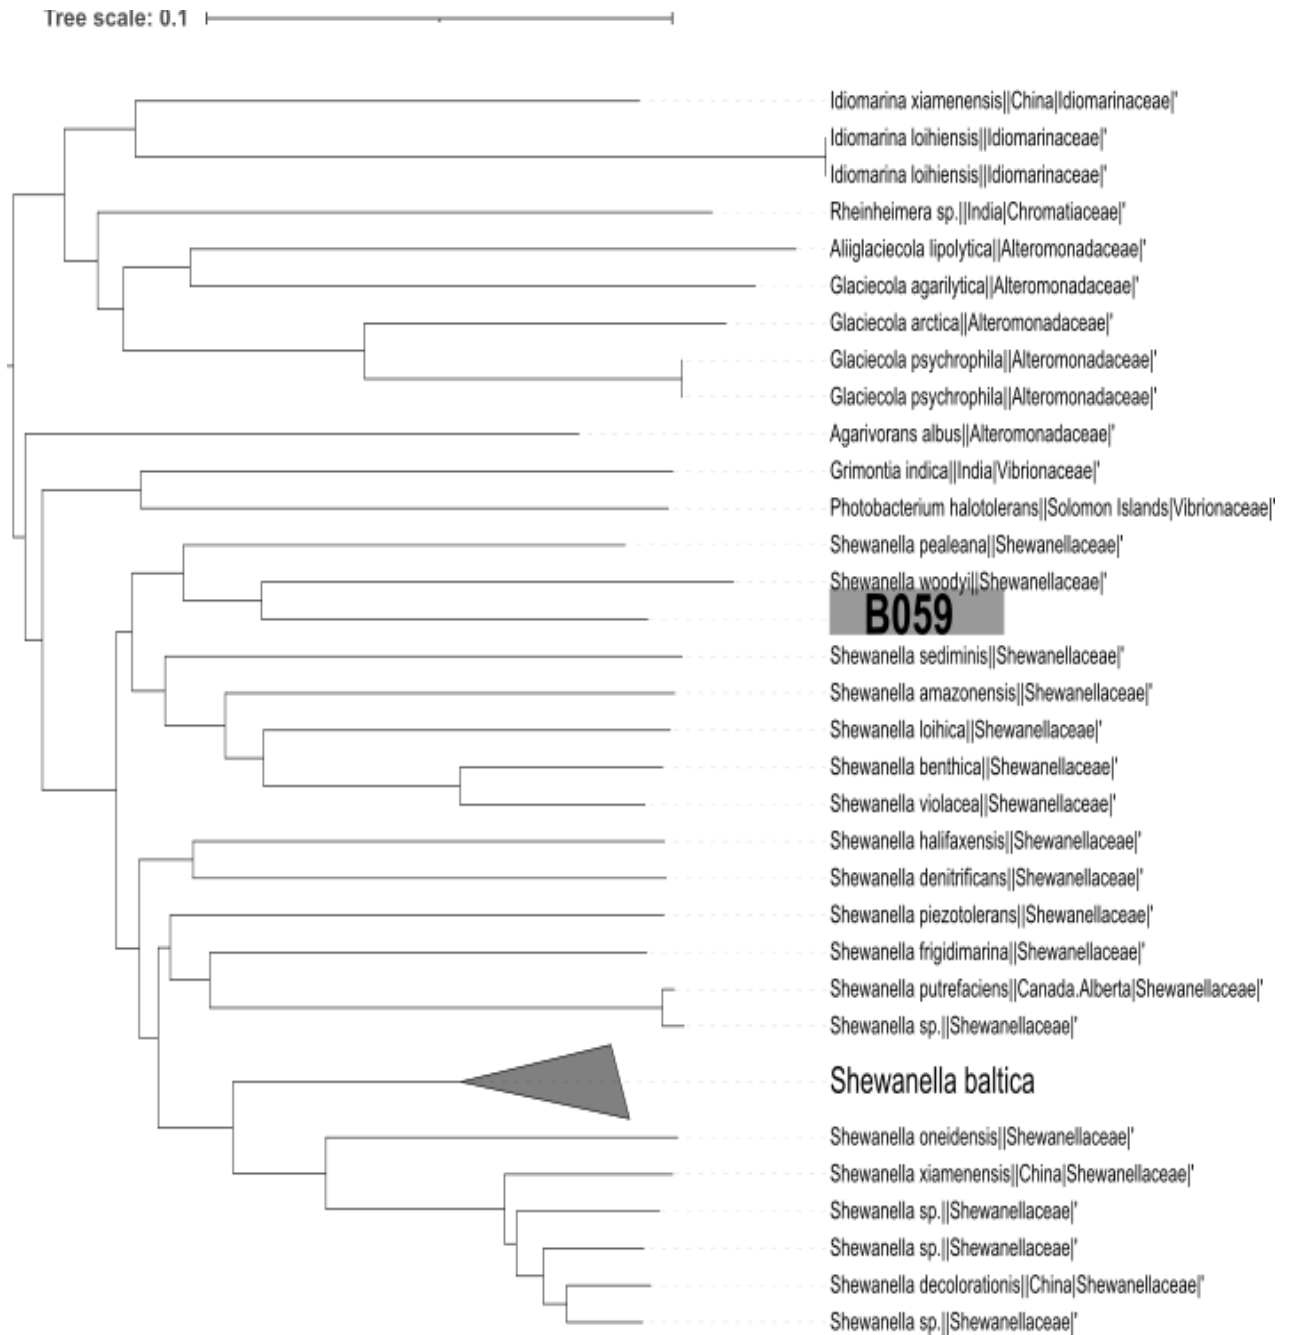 Tree scale: 0.1
Idiomarina xiamenensis||China|Idiomarinaceae|'
Idiomarina loihiensis||Idiomarinaceae|'
Idiomarina loihiensis||Idiomarinaceae|'
Rheinheimera sp.||India|Chromatiaceae|'
Aliiglaciecola lipolytica||Alteromonadaceae|'
Glaciecola agarilytica||Alteromonadaceae|'
Glaciecola arctica||Alteromonadaceae|'
Glaciecola psychrophila||Alteromonadaceae|'
Glaciecola psychrophila||Alteromonadaceae|'
Agarivorans albus||Alteromonadaceae|'
Grimontia indica||India|Vibrionaceae|'
Photobacterium halotolerans||Solomon Islands|Vibrionaceae|'
Shewanella pealeana||Shewanellaceae|'
Shewanella woodyi||Shewanellaceae|'
B059
Shewanella sediminis||Shewanellaceae|'
Shewanella amazonensis||Shewanellaceae|'
Shewanella loihica||Shewanellaceae|'
Shewanella benthica||Shewanellaceae|'
Shewanella violacea||Shewanellaceae|'
Shewanella halifaxensis||Shewanellaceae|'
Shewanella denitrificans||Shewanellaceae|'
Shewanella piezotolerans||Shewanellaceae|'
Shewanella frigidimarina||Shewanellaceae|'
Shewanella putrefaciens||Canada.Alberta|Shewanellaceae|'
Shewanella sp.||Shewanellaceae|'
Shewanella baltica
Shewanella oneidensis||Shewanellaceae|'
Shewanella xiamenensis||China|Shewanellaceae|'
Shewanella sp.||Shewanellaceae|'
Shewanella sp.||Shewanellaceae|'
Shewanella decolorationis||China|Shewanellaceae|'
Shewanella sp.||Shewanellaceae|'